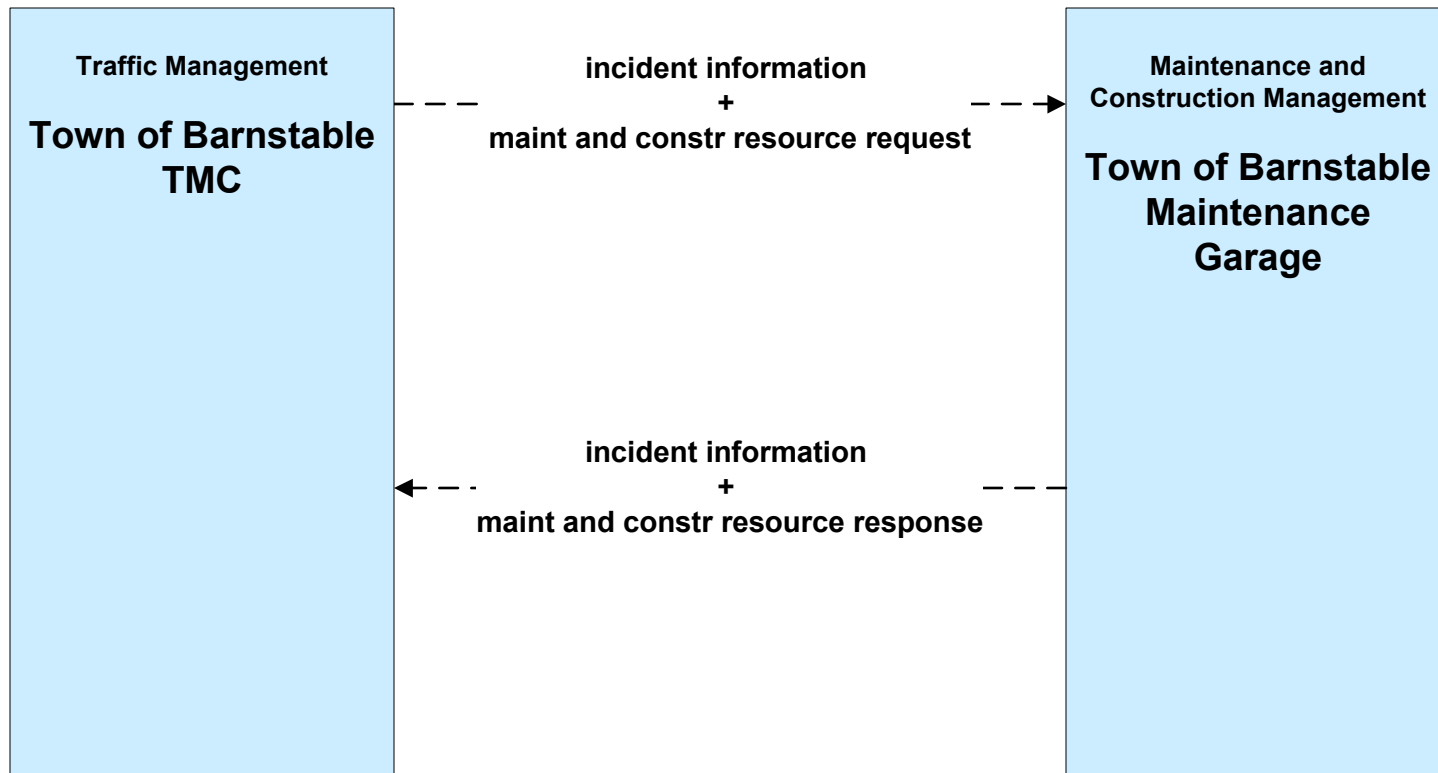 Traffic Management
Town of Barnstable
TMC
incident information
+
maint and constr resource request
Maintenance and
Construction Management
Town of Barnstable
Maintenance
Garage
incident information
+
maint and constr resource response